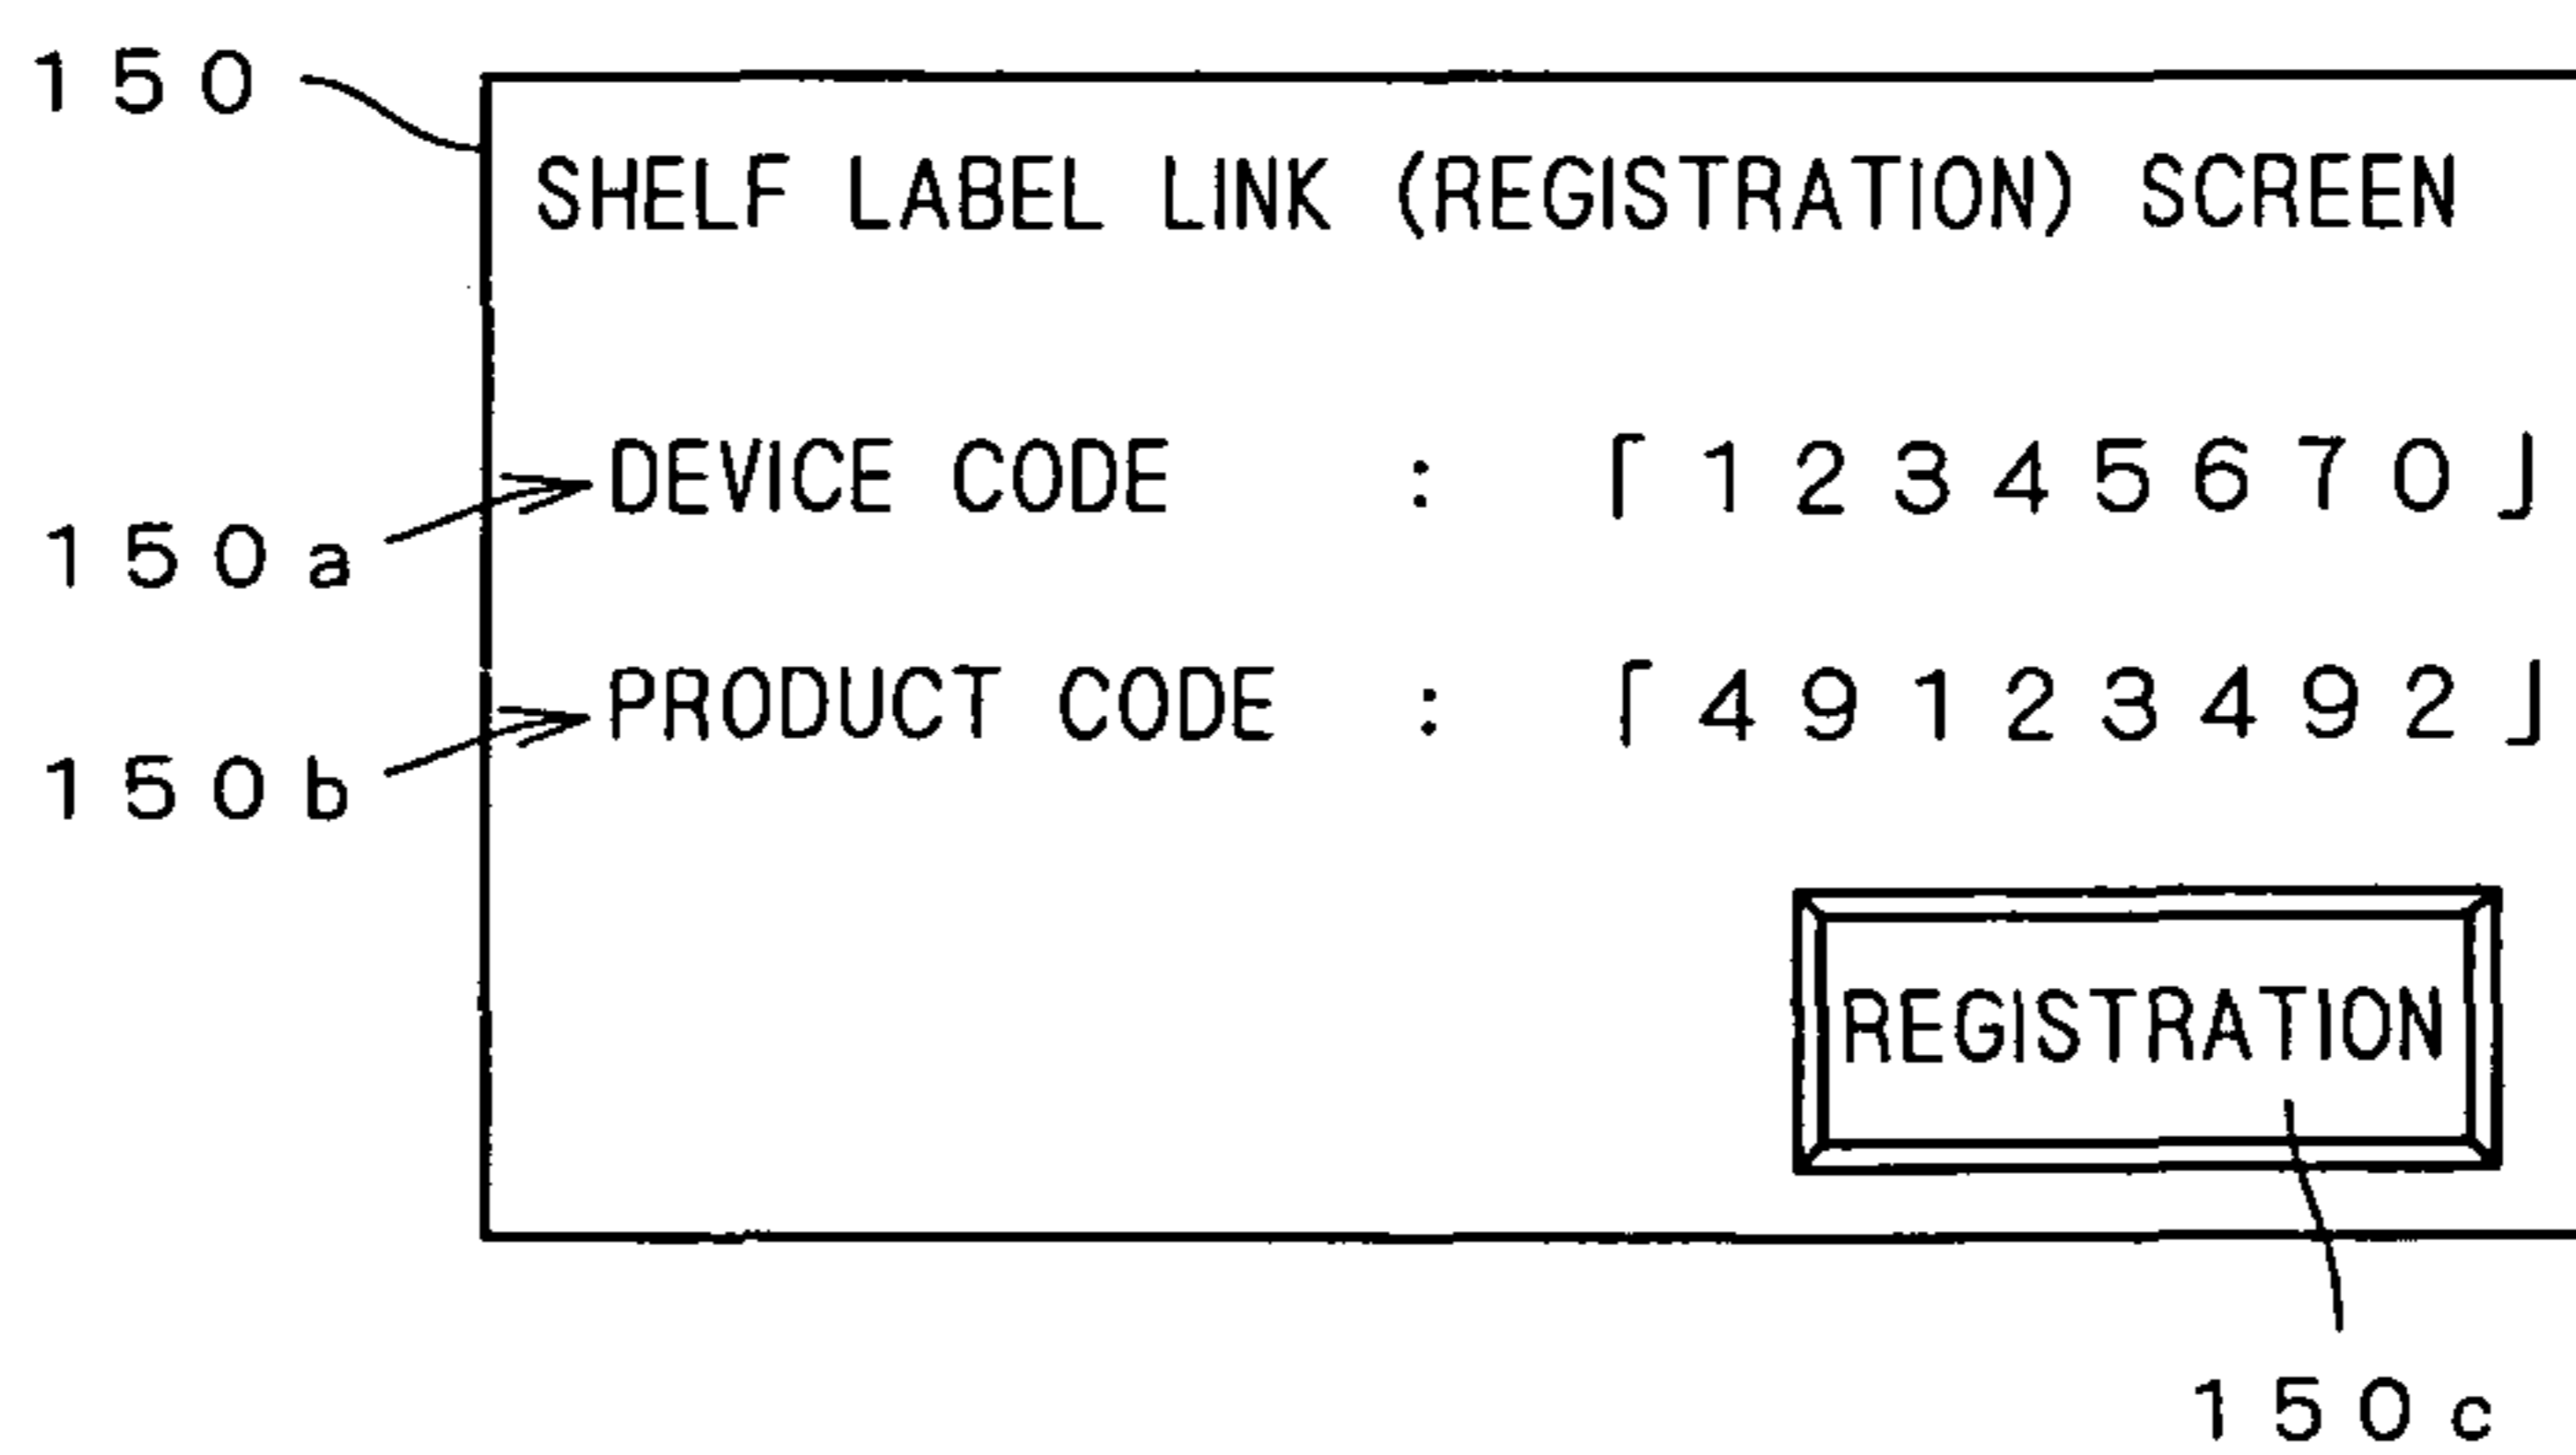 150
SHELF LABEL LINK (REGISTRATION) SCREEN
150a DEVICE CODE : 「12345670」
150b PRODUCT CODE : 「49123492」
REGISTRATION
150c